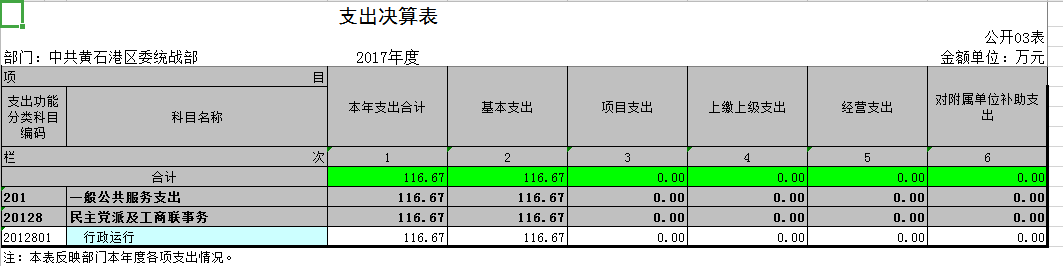 支出决算表
公开03表
部门：中共黄石港区委统战部 2017年度 金额单位：万元
项 目
支出功能分类科目编码 科目名称 本年支出合计 基本支出 项目支出 上缴上级支出 经营支出 对附属单位补助支出
栏 次 1 2 3 4 5 6
合计 116.67 116.67 0.00 0.00 0.00 0.00
201 一般公共服务支出 116.67 116.67 0.00 0.00 0.00 0.00
20128 民主党派及工商联事务 116.67 116.67 0.00 0.00 0.00 0.00
2012801 行政运行 116.67 116.67 0.00 0.00 0.00 0.00
注：本表反映部门本年度各项支出情况。